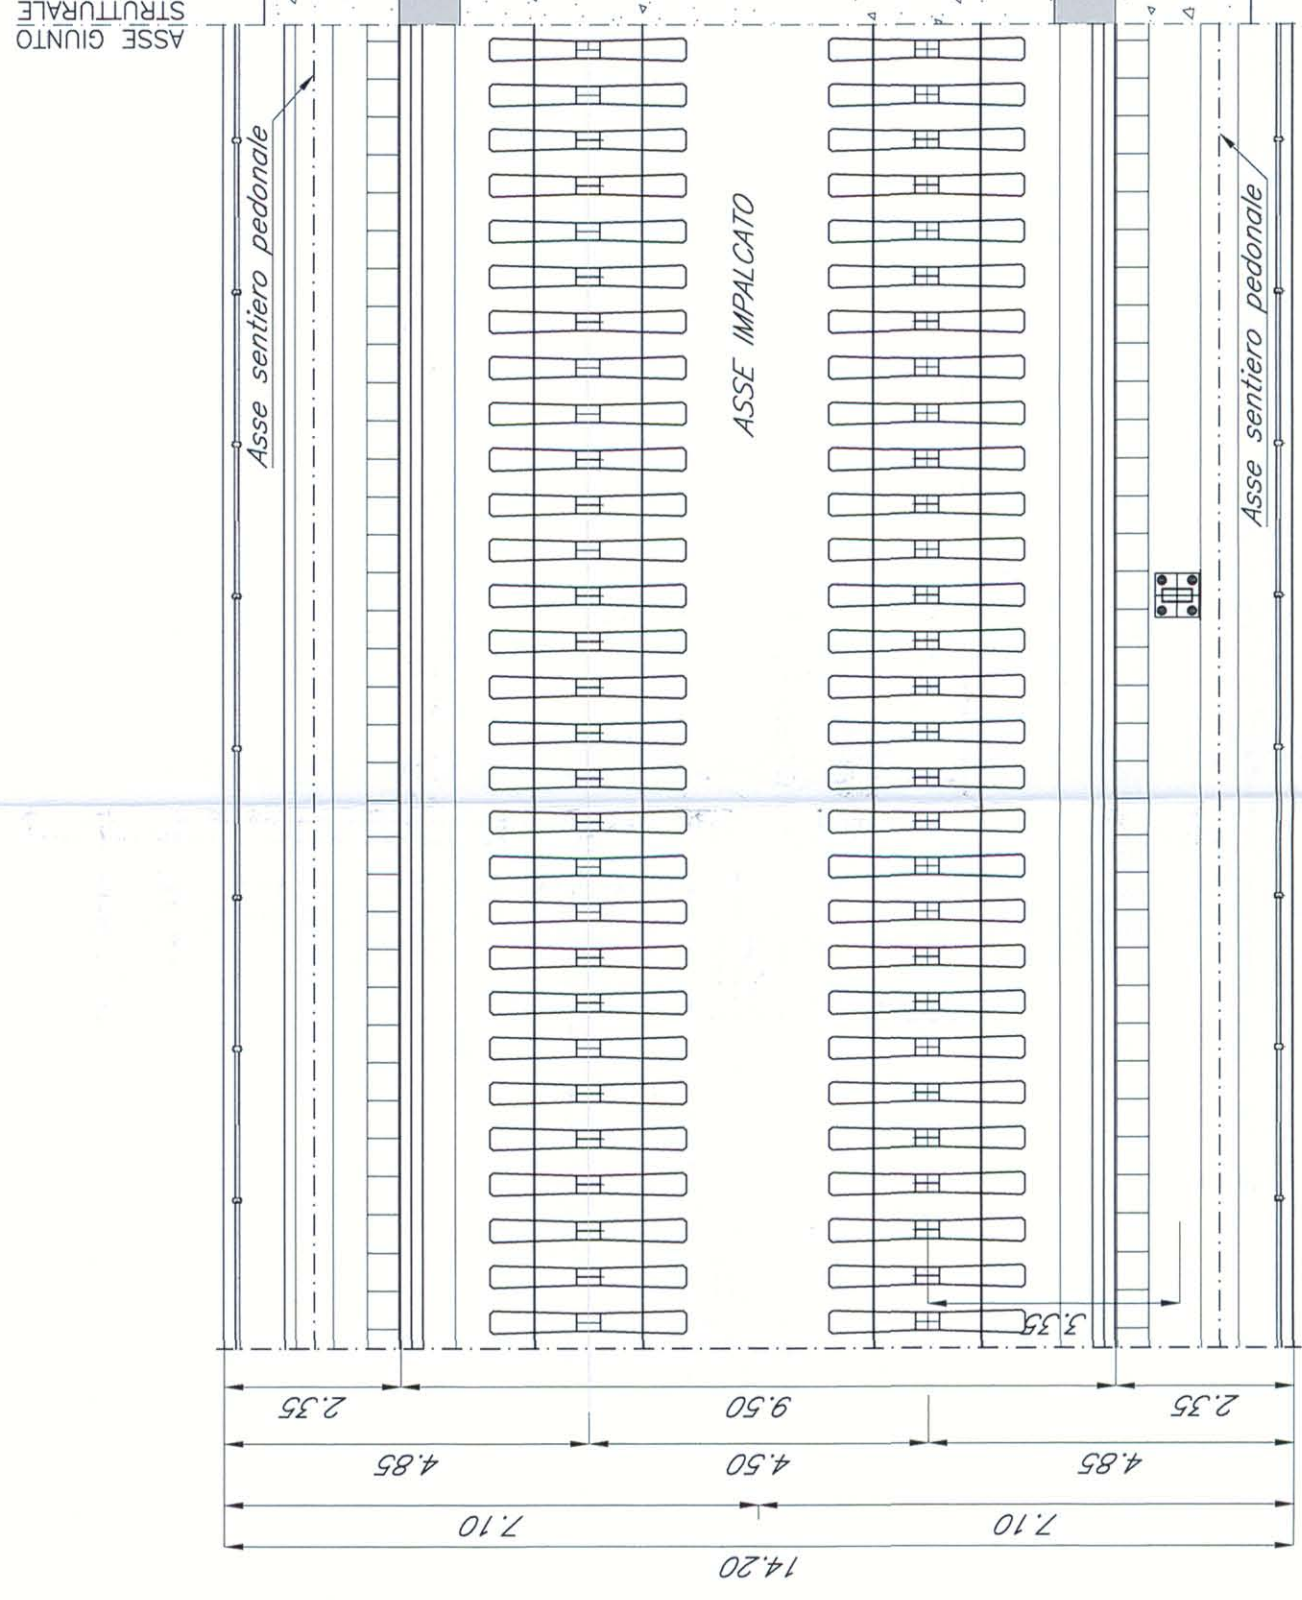 ASSE GIUNTO
STRUTTURALE
Asse sentiero pedonale
ASSE IMPALCATO
Asse sentiero pedonale
3.35
2.35
9.50
2.35
4.85
4.50
4.85
7.10
7.10
14.20